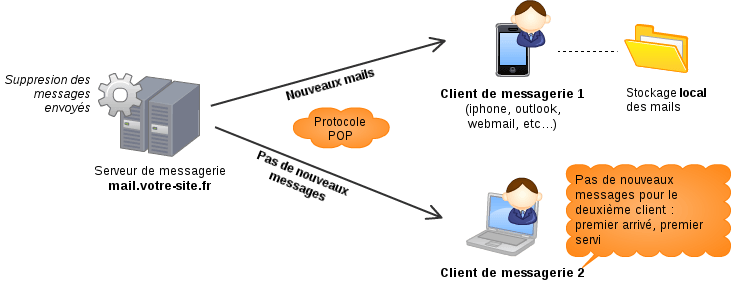 Suppresion des
messages
envoyés
Serveur de messagerie
mail.votre-site.fr
Nouveaux mails
Protocole
POP
Pas de nouveaux
messages
Client de messagerie 1
(iphone, outlook,
webmail, etc...)
Stockage local
des mails
Pas de nouveaux
messages pour le
deuxième client :
premier arrivé, premier
servi
Client de messagerie 2